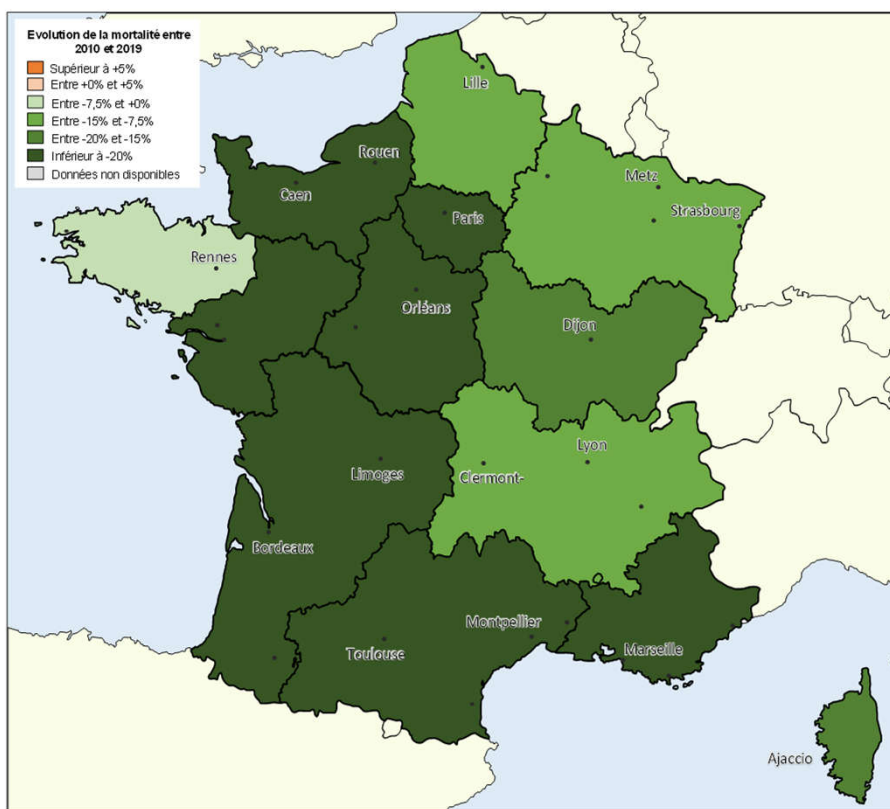 Evolution de la mortalité entre
2010 et 2019
Supérieur à +5%
Entre +0% et +5%
Entre -7,5% et +0%
Entre -15% et -7,5%
Entre -20% et -15%
Inférieur à -20%
Données non disponibles
Lille
Rouen
Caen
Metz
Paris
Strasbourg
Rennes
Orléans
Dijon
Lyon
Limoges
Clermont-
Bordeaux
Montpellier
Toulouse
Marseille
Ajaccio